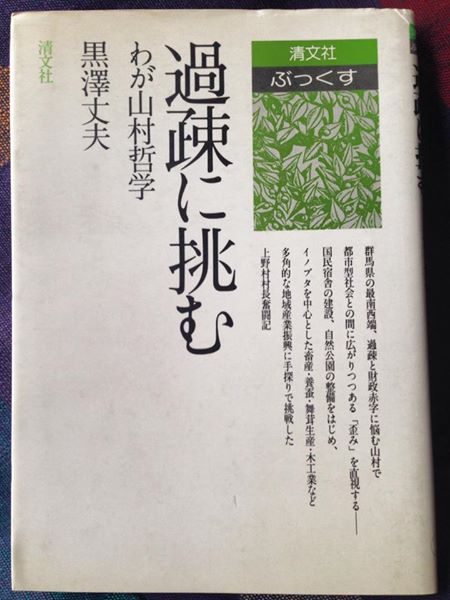 清文社
ぶっくす
過疎に挑む
わが山村哲学
黒澤丈夫
清文社
群馬県の最南西端、過疎と財政赤字に悩む山村で
都市型社会との間に広がりつつある「歪み」を直視する——
国民宿舎の建設、自然公園の整備をはじめ、
イノブタを中心とした畜産・養蚕・舞茸生産・木工業など
多角的な地域産業振興に手探りで挑戦した
上野村村長奮闘記